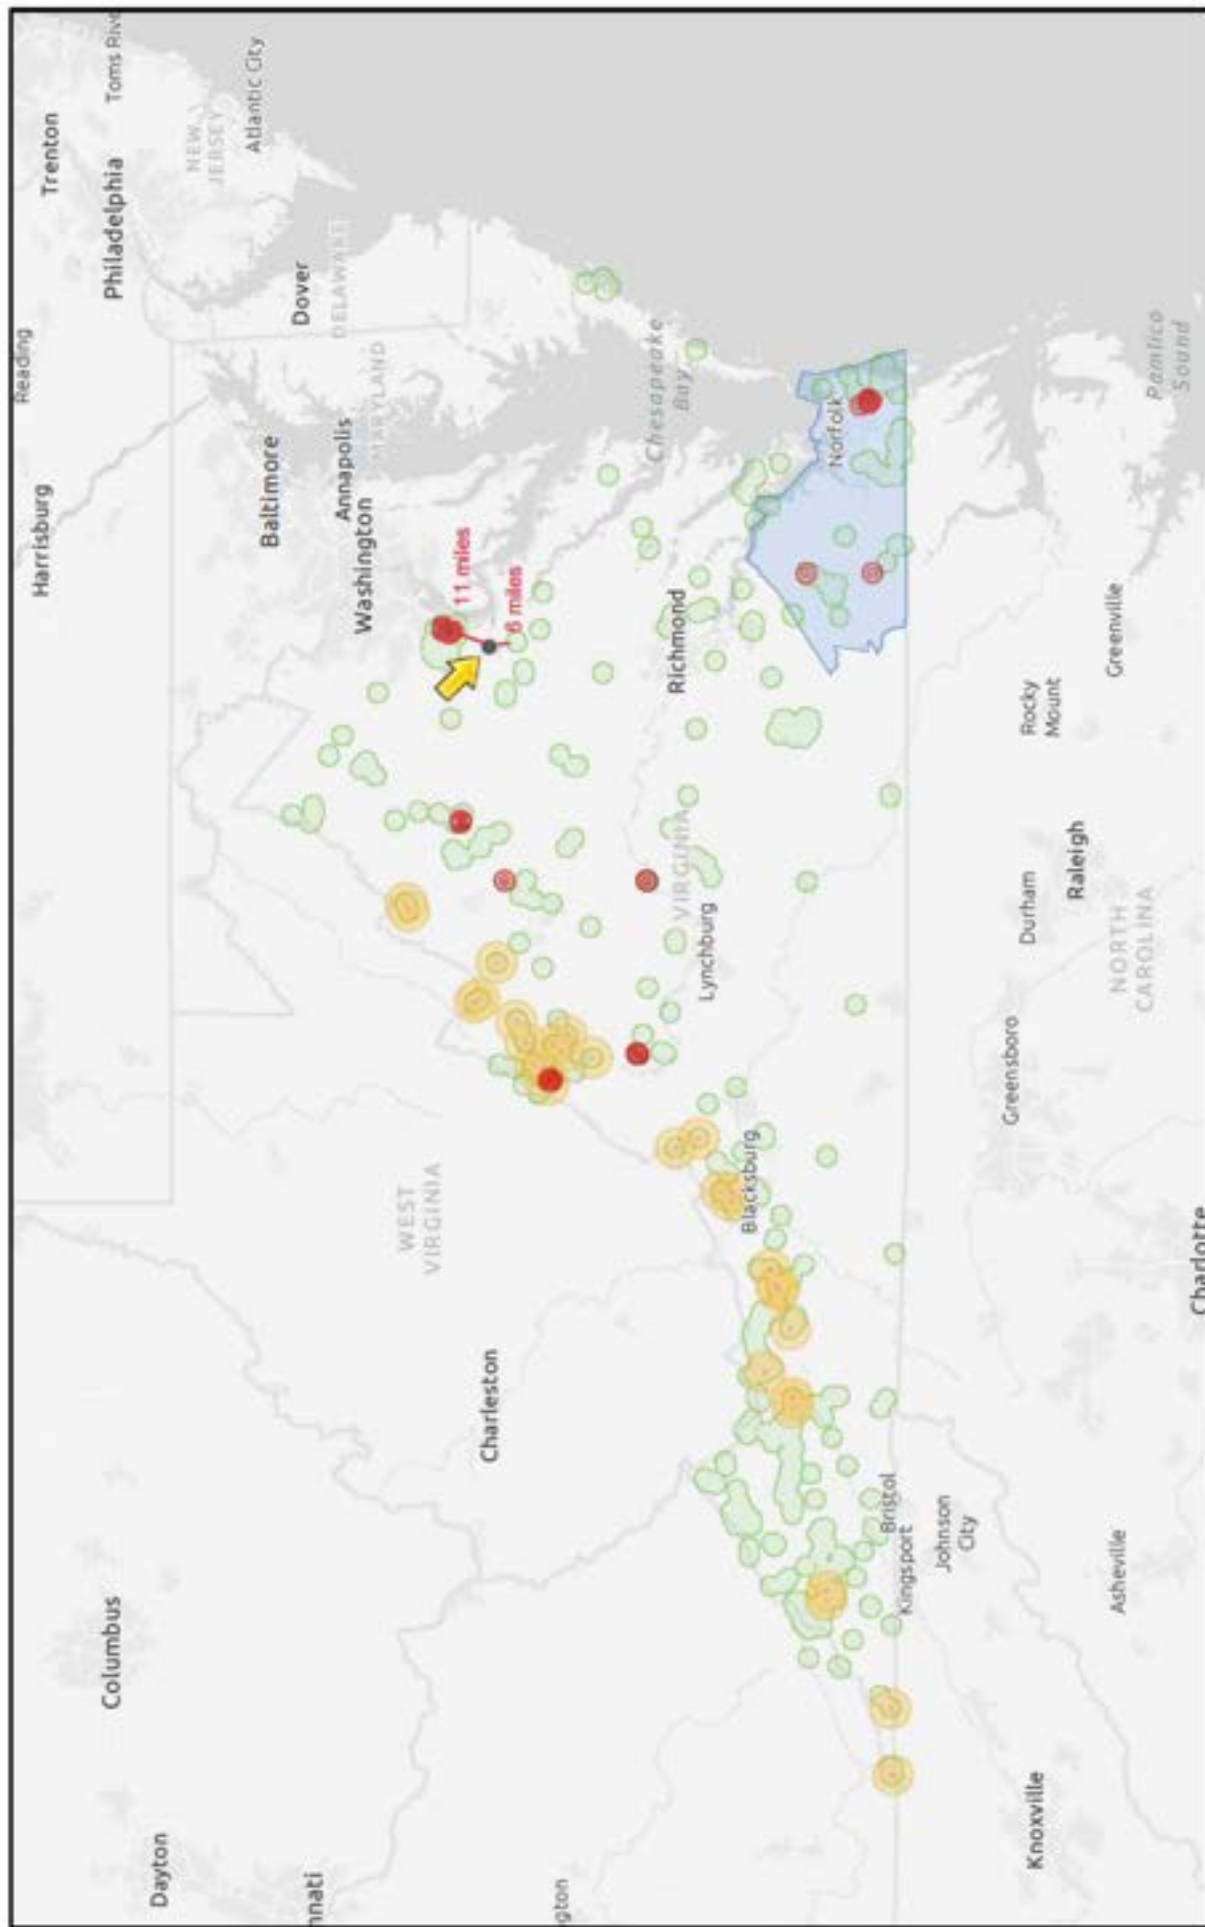 Reading
Harrisburg
Trenton
Toms Riv
Philadelphia
NEW
JERSEY
Atlantic City
Dover
DELAWARE
Baltimore
Annapolis
MARYLAND
Washington
11 miles
6 miles
Chesapeake
Bay
Richmond
Norfolk
VIRGINIA
Lynchburg
WEST
VIRGINIA
Blacksburg
Charleston
Columbus
Dayton
nnati
gton
Bristol
Kingsport
Johnson
City
Knoxville
Asheville
Charlotte
Greensboro
Durham
Raleigh
NORTH
CAROLINA
Rocky
Mount
Greenville
Pamlico
Sound